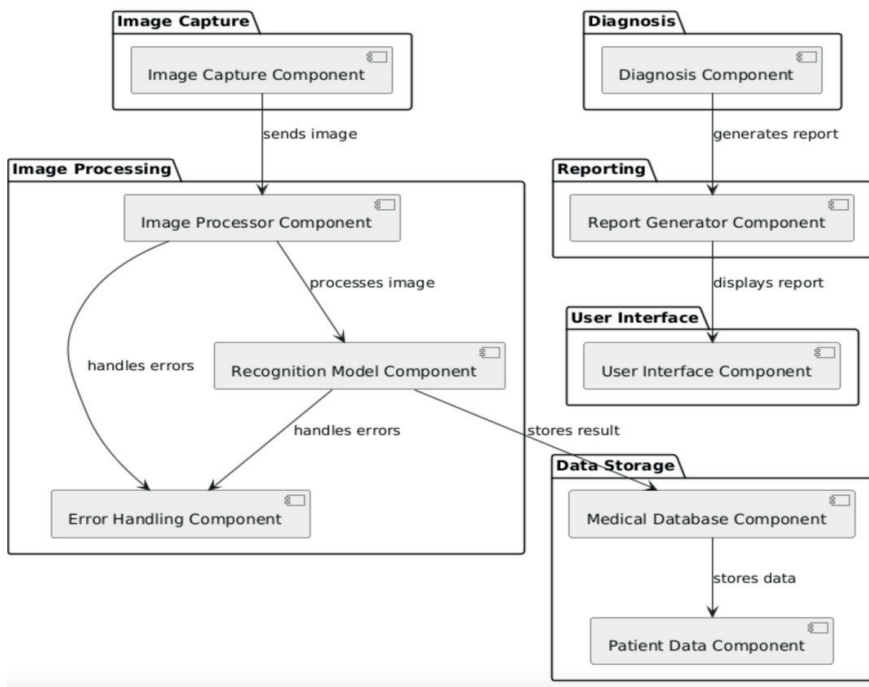 Image Capture
Image Capture Component
sends image
Image Processing
Image Processor Component
processes image
handles errors
Recognition Model Component
handles errors
stores result
Error Handling Component
Diagnosis
Diagnosis Component
generates report
Reporting
Report Generator Component
displays report
User Interface
User Interface Component
Data Storage
Medical Database Component
stores data
Patient Data Component